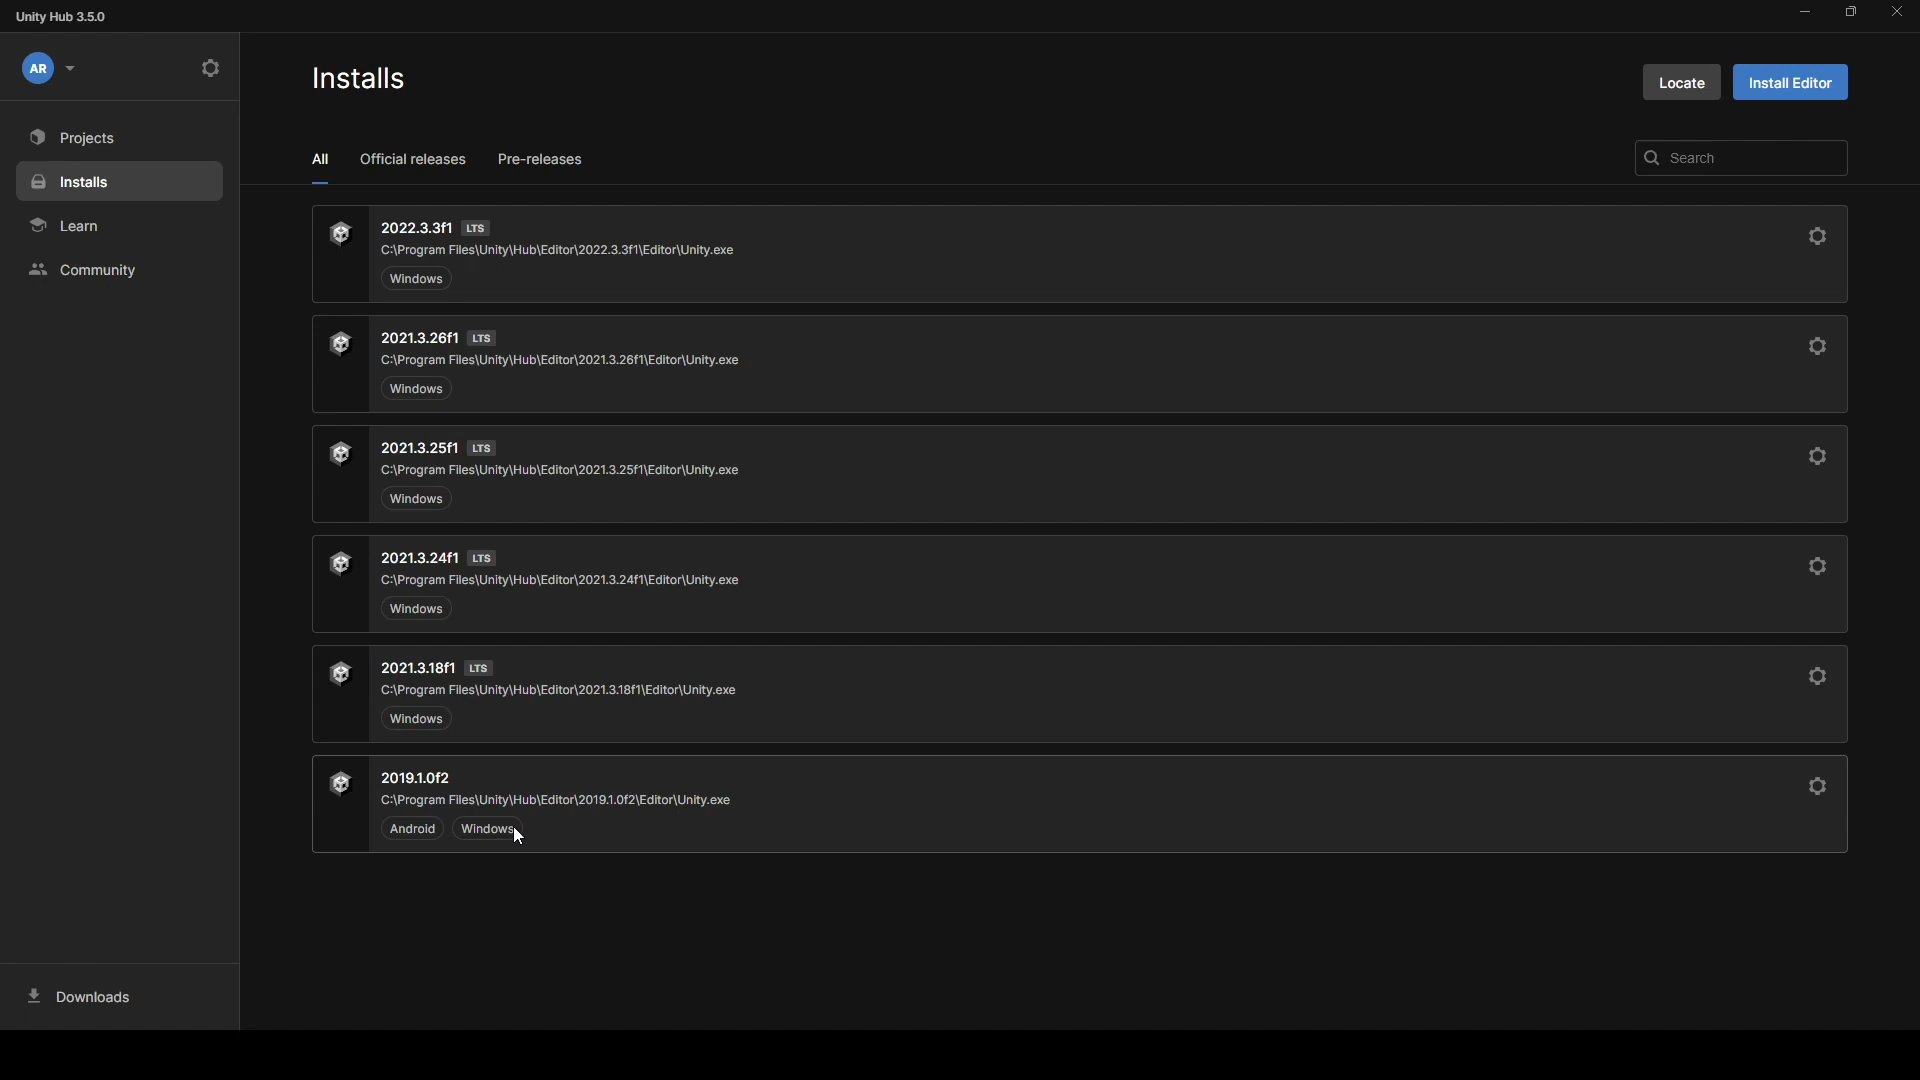 Unity Hub 3.5.0
AR
Projects
Installs
Learn
Community
Downloads
Installs
Locate
Install Editor
All
Official releases
Pre-releases
Search
2022.3.3f1 LTS
C:\Program Files\Unity\Hub\Editor\2022.3.3f1\Editor\Unity.exe
Windows
2021.3.26f1 LTS
C:\Program Files\Unity\Hub\Editor\2021.3.26f1\Editor\Unity.exe
Windows
2021.3.25f1 LTS
C:\Program Files\Unity\Hub\Editor\2021.3.25f1\Editor\Unity.exe
Windows
2021.3.24f1 LTS
C:\Program Files\Unity\Hub\Editor\2021.3.24f1\Editor\Unity.exe
Windows
2021.3.18f1 LTS
C:\Program Files\Unity\Hub\Editor\2021.3.18f1\Editor\Unity.exe
Windows
2019.1.0f2
C:\Program Files\Unity\Hub\Editor\2019.1.0f2\Editor\Unity.exe
Android Windows